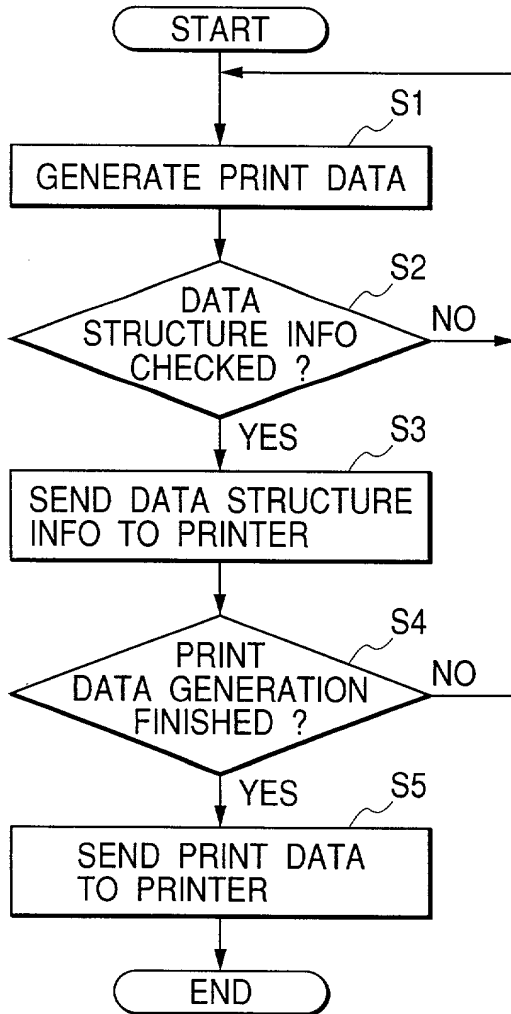 START
S1
GENERATE PRINT DATA
S2
DATA
STRUCTURE INFO
CHECKED ?
NO
YES
S3
SEND DATA STRUCTURE
INFO TO PRINTER
S4
PRINT
DATA GENERATION
FINISHED ?
NO
YES
S5
SEND PRINT DATA
TO PRINTER
END